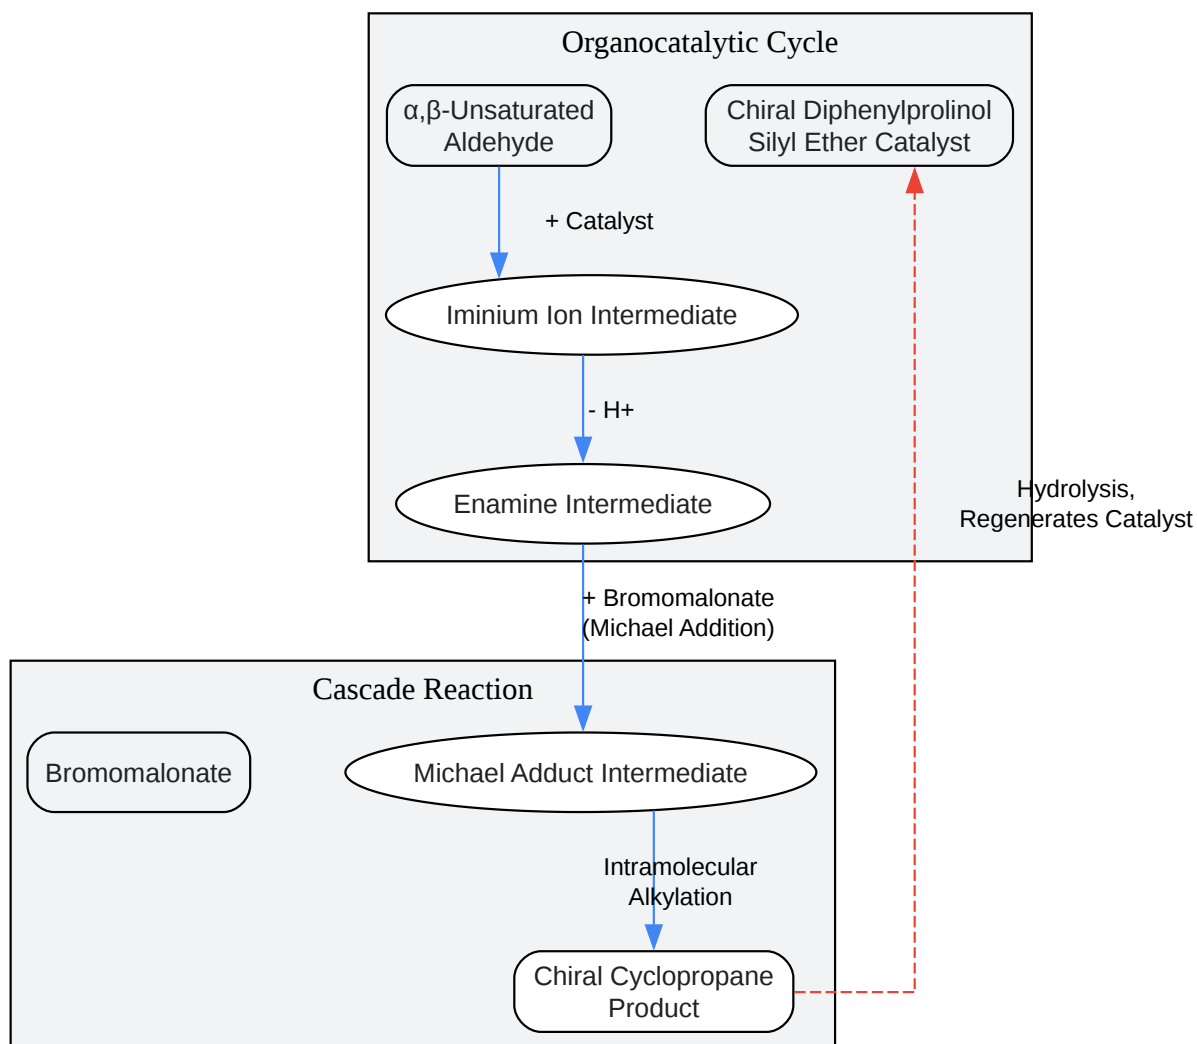 Organocatalytic Cycle
α,β-Unsaturated
Aldehyde
Chiral Diphenylprolinol
Silyl Ether Catalyst
+ Catalyst
Iminium Ion Intermediate
- H+
Enamine Intermediate
Hydrolysis,
Regenerates Catalyst
+ Bromomalonate
(Michael Addition)
Cascade Reaction
Bromomalonate
Michael Adduct Intermediate
Intramolecular
Alkylation
Chiral Cyclopropane
Product